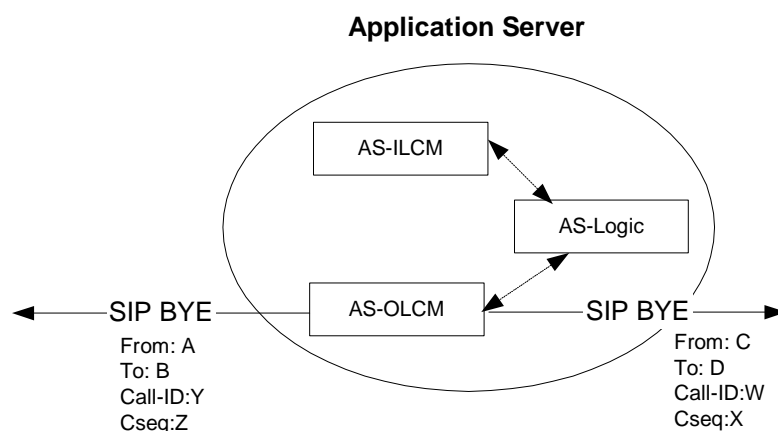 Application Server
AS-ILCM
AS-Logic
AS-OLCM
SIP BYE
From: A
To: B
Call-ID:Y
Cseq:Z
SIP BYE
From: C
To: D
Call-ID:W
Cseq:X